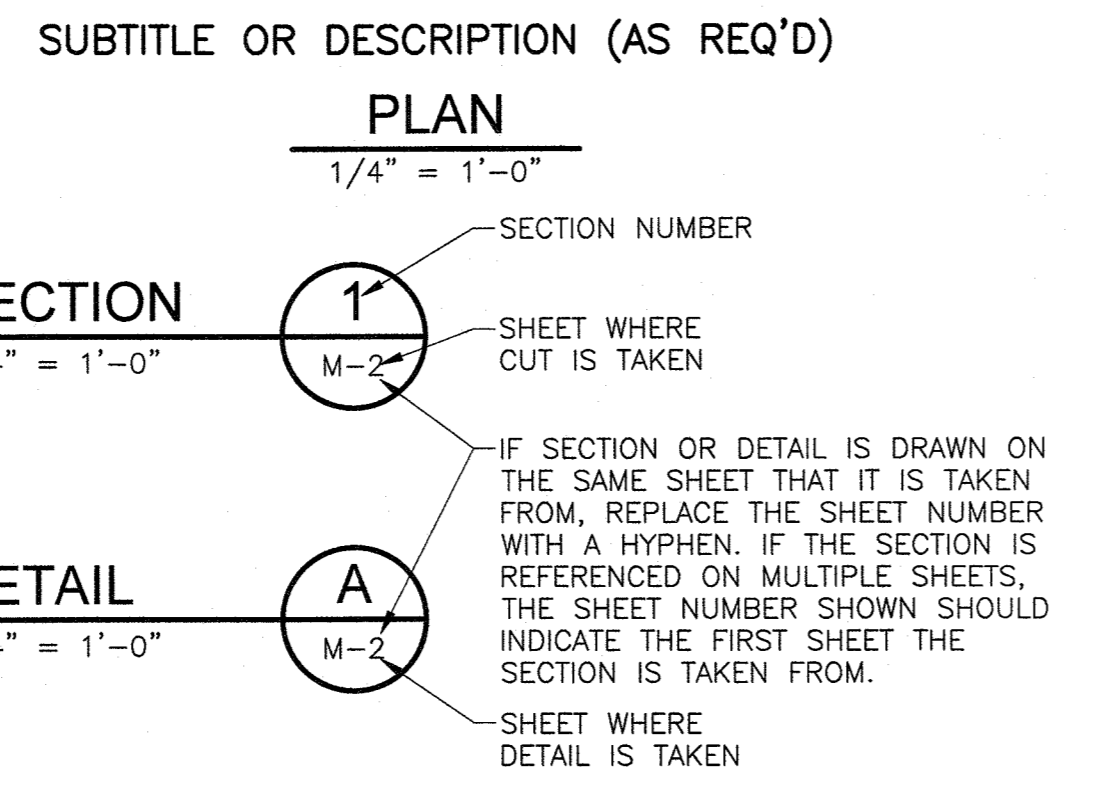 SUBTITLE OR DESCRIPTION (AS REQ'D)
PLAN
1/4" = 1'-0"
SECTION NUMBER
ECTION
1
" = 1'-0"
M-2
SHEET WHERE
CUT IS TAKEN
IF SECTION OR DETAIL IS DRAWN ON
THE SAME SHEET THAT IT IS TAKEN
FROM, REPLACE THE SHEET NUMBER
WITH A HYPHEN. IF THE SECTION IS
REFERENCED ON MULTIPLE SHEETS,
THE SHEET NUMBER SHOWN SHOULD
INDICATE THE FIRST SHEET THE
SECTION IS TAKEN FROM.
ETAIL
A
" = 1'-0"
M-2
SHEET WHERE
DETAIL IS TAKEN